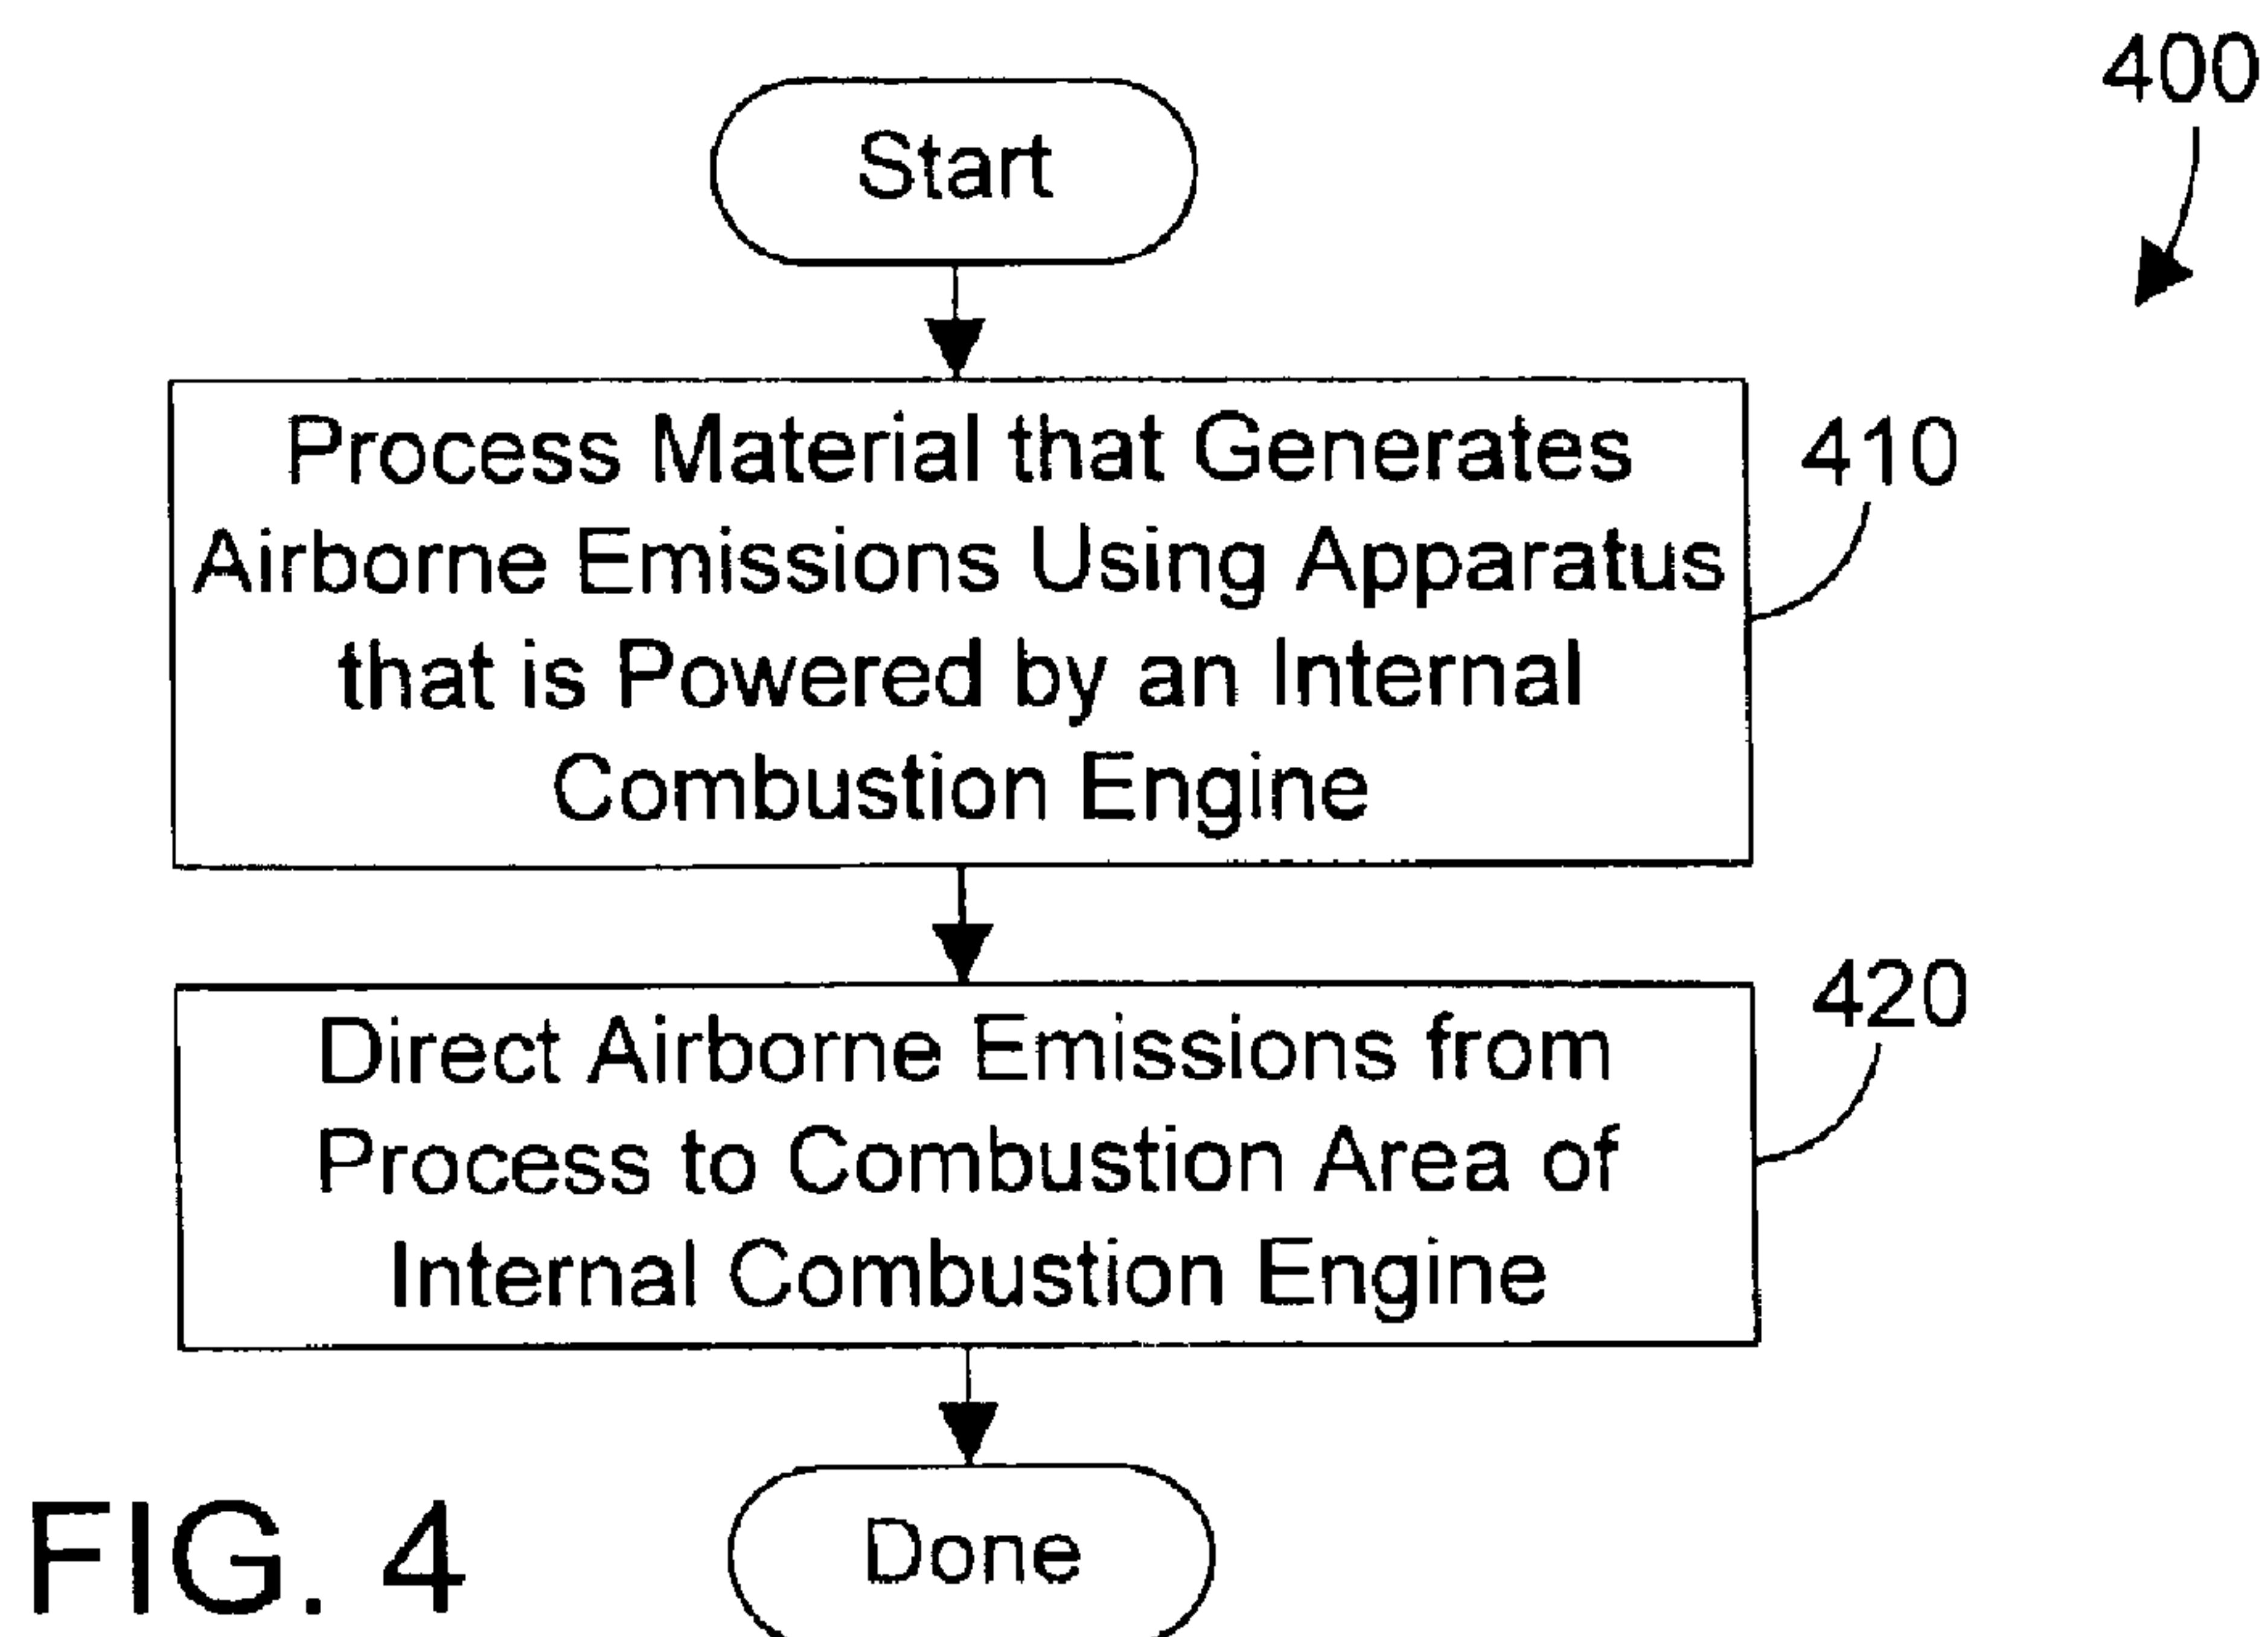 400
Start
Process Material that Generates
Airborne Emissions Using Apparatus
that is Powered by an Internal
Combustion Engine
410
Direct Airborne Emissions from
Process to Combustion Area of
Internal Combustion Engine
420
Done
FIG. 4